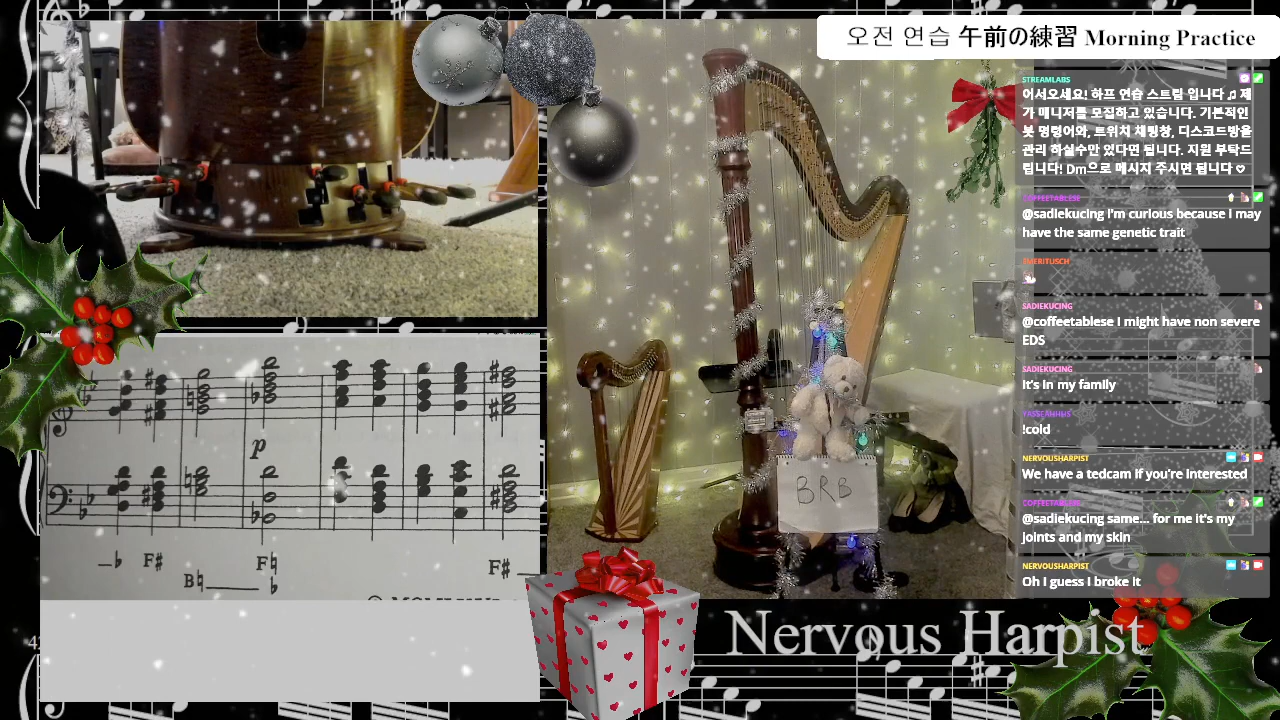 오전 연습 午前の練習 Morning Practice
STREAMLABS
어서오세요! 하프 연습 스트림 입니다 ♫ 제
가 매니저를 모집하고 있습니다. 기본적인
봇 명령어와, 트위치 채팅창, 디스코드방을
관리 하실수만 있다면 됩니다. 지원 부탁드
립니다! Dm으로 메시지 주시면 됩니다 ♡
COFFEETABLESE
@sadiekucing I'm curious because I may
have the same genetic trait
EMERITUSCH
SADIEKUCING
@coffeetablese I might have non severe
EDS
SADIEKUCING
It's in my family
!cold
NERVOUSHARPIST
We have a tedcam if you're interested
COFFEETABLESE
@sadiekucing same... for me it's my
joints and my skin
NERVOUSHARPIST
Oh I guess I broke it
p
BRB
F# F♮ F#
B♮ ♭
Nervous Harpist